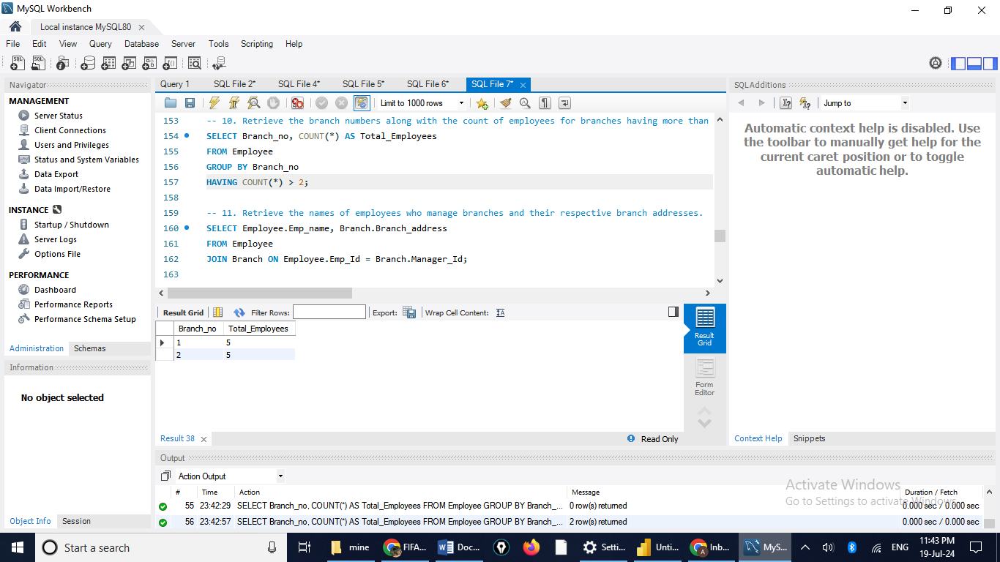 MySQL Workbench
Local instance MySQL80
File Edit View Query Database Server Tools Scripting Help
Navigator
MANAGEMENT
Server Status
Client Connections
Users and Privileges
Status and System Variables
Data Export
Data Import/Restore
INSTANCE
Startup / Shutdown
Server Logs
Options File
PERFORMANCE
Dashboard
Performance Reports
Performance Schema Setup
Administration Schemas
Information
No object selected
Object Info Session
Query 1 SQL File 2* SQL File 4* SQL File 5* SQL File 6* SQL File 7*
Limit to 1000 rows
153 -- 10. Retrieve the branch numbers along with the count of employees for branches having more than
154 SELECT Branch_no, COUNT(*) AS Total_Employees
155 FROM Employee
156 GROUP BY Branch_no
157 HAVING COUNT(*) > 2;
158
159 -- 11. Retrieve the names of employees who manage branches and their respective branch addresses.
160 SELECT Employee.Emp_name, Branch.Branch_address
161 FROM Employee
162 JOIN Branch ON Employee.Emp_Id = Branch.Manager_Id;
163
Result Grid Filter Rows: Export: Wrap Cell Content:
Branch_no Total_Employees
1 5
2 5
Result Grid
Form Editor
Result 38 Read Only
SQLAdditions
Jump to
Automatic context help is disabled. Use
the toolbar to manually get help for the
current caret position or to toggle
automatic help.
Context Help Snippets
Output
Action Output
# Time Action Message Duration / Fetch
55 23:42:29 SELECT Branch_no, COUNT(*) AS Total_Employees FROM Employee GROUP BY Branch_... 0 row(s) returned 0.000 sec / 0.000 sec
56 23:42:57 SELECT Branch_no, COUNT(*) AS Total_Employees FROM Employee GROUP BY Branch_... 2 row(s) returned 0.000 sec / 0.000 sec
Activate Windows
Go to Settings to activate Windows.
Start a search
mine FIFA... Doc... Setti... Unti... Inb... MyS...
ENG
11:43 PM
19-Jul-24